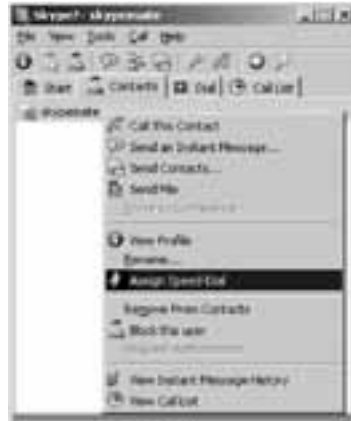 Skype - skypemate
File View Tools Call Help
Start Contacts Dial Call List
skypemate
Call this Contact
Send an Instant Message...
Send Contacts...
Send File
View Profile
Rename...
Assign Speed-Dial
Remove From Contacts
Block this user
View Instant Message History
View Call List